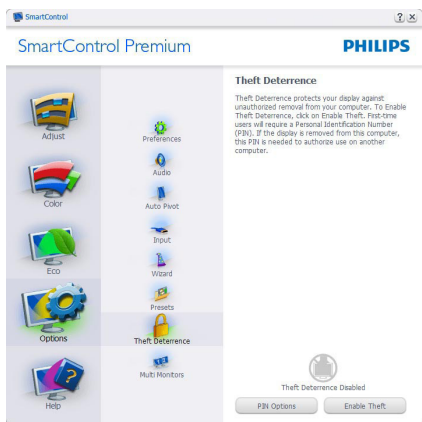 SmartControl
SmartControl Premium
PHILIPS
Adjust
Color
Eco
Options
Help
Preferences
Audio
Auto Pivot
Input
Wizard
Presets
Theft Deterrence
Multi Monitors
Theft Deterrence
Theft Deterrence protects your display against
unauthorized removal from your computer. To Enable
Theft Deterrence, click on Enable Theft. First-time
users will require a Personal Identification Number
(PIN). If the display is removed from this computer,
this PIN is needed to authorize use on another
computer.
Theft Deterrence Disabled
PIN Options
Enable Theft